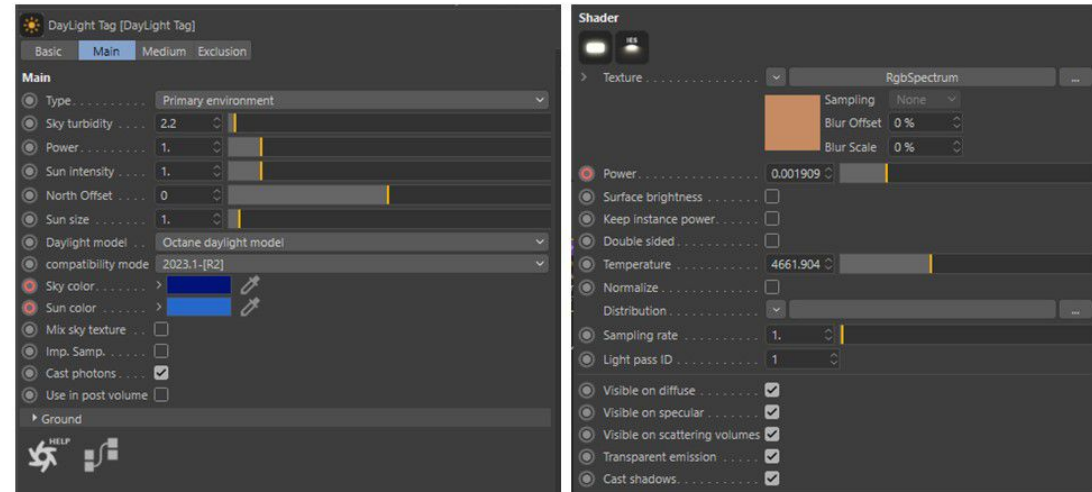 DayLight Tag [DayLight Tag]
Basic Main Medium Exclusion
Main
Type. . . . . . . . . . Primary environment
Sky turbidity . . . . 2.2
Power. . . . . . . . . 1.
Sun intensity . . . . 1.
North Offset . . . . 0
Sun size . . . . . . . 1.
Daylight model . . Octane daylight model
compatibility mode 2023.1-[R2]
Sky color. . . . . . . >
Sun color . . . . . . . >
Mix sky texture . .
Imp. Samp. . . . . .
Cast photons . . . .
Use in post volume
Ground
HELP
Shader
IES
> Texture . . . . . . . . . . . . . . . RgbSpectrum ...
Sampling None
Blur Offset 0 %
Blur Scale 0 %
Power. . . . . . . . . . . . . . . . 0.001909
Surface brightness . . . . . . .
Keep instance power. . . . . .
Double sided . . . . . . . . . . .
Temperature . . . . . . . . . . . 4661.904
Normalize . . . . . . . . . . . . .
Distribution . . . . . . . . . . . . ...
Sampling rate . . . . . . . . . . 1.
Light pass ID . . . . . . . . . . 1
Visible on diffuse . . . . . . . .
Visible on specular . . . . . . .
Visible on scattering volumes
Transparent emission . . . . .
Cast shadows. . . . . . . . . . .